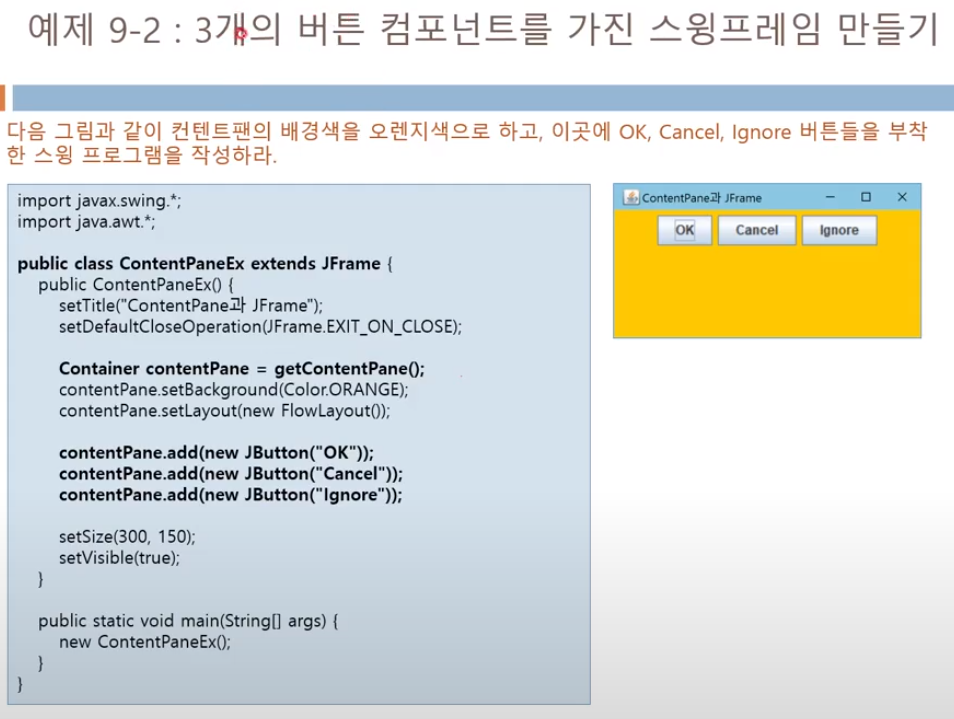 예제 9-2 : 3개의 버튼 컴포넌트를 가진 스윙프레임 만들기
다음 그림과 같이 컨텐트팬의 배경색을 오렌지색으로 하고, 이곳에 OK, Cancel, Ignore 버튼들을 부착
한 스윙 프로그램을 작성하라.
import javax.swing.*;
import java.awt.*;
public class ContentPaneEx extends JFrame {
public ContentPaneEx() {
setTitle("ContentPane과 JFrame");
setDefaultCloseOperation(JFrame.EXIT_ON_CLOSE);
Container contentPane = getContentPane();
contentPane.setBackground(Color.ORANGE);
contentPane.setLayout(new FlowLayout());
contentPane.add(new JButton("OK"));
contentPane.add(new JButton("Cancel"));
contentPane.add(new JButton("Ignore"));
setSize(300, 150);
setVisible(true);
}
public static void main(String[] args) {
new ContentPaneEx();
}
}
ContentPane과 JFrame
OK Cancel Ignore